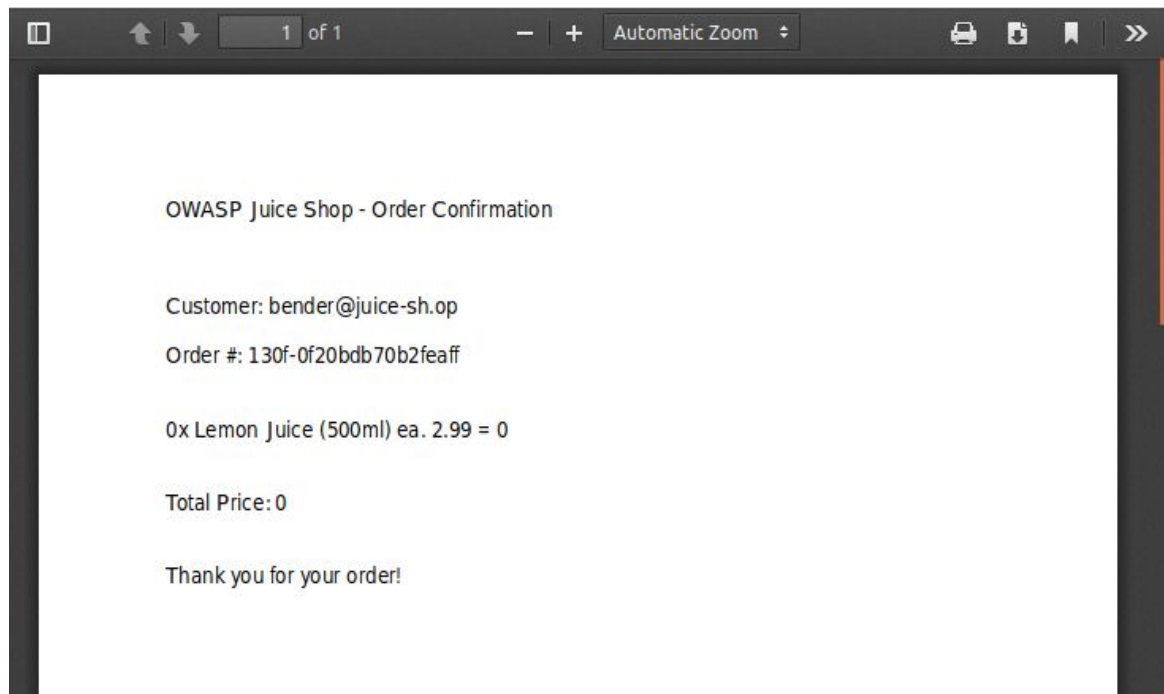 1 of 1 Automatic Zoom
OWASP Juice Shop - Order Confirmation
Customer: bender@juice-sh.op
Order #: 130f-0f20bdb70b2feaff
0x Lemon Juice (500ml) ea. 2.99 = 0
Total Price: 0
Thank you for your order!